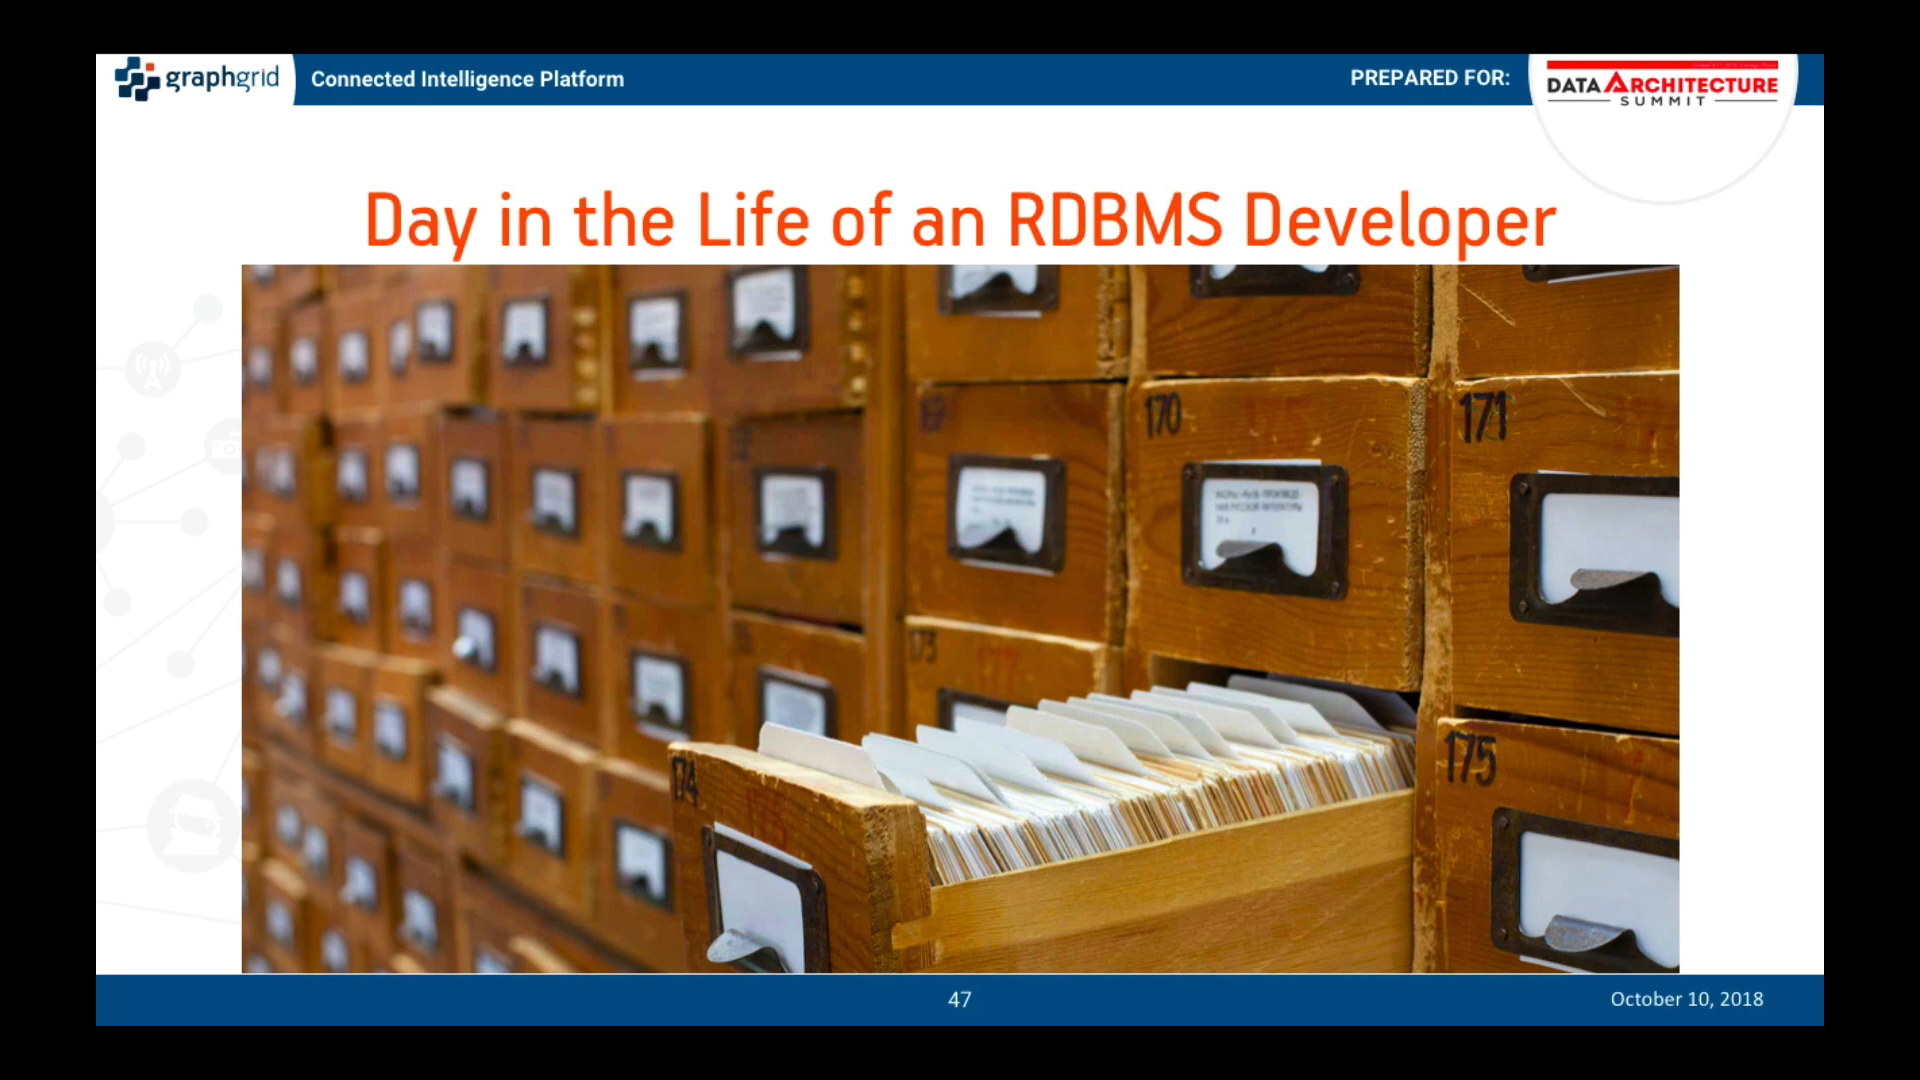 graphgrid
Connected Intelligence Platform
PREPARED FOR:
DATA ARCHITECTURE
SUMMIT
Day in the Life of an RDBMS Developer
170
171
173
174
175
47
October 10, 2018